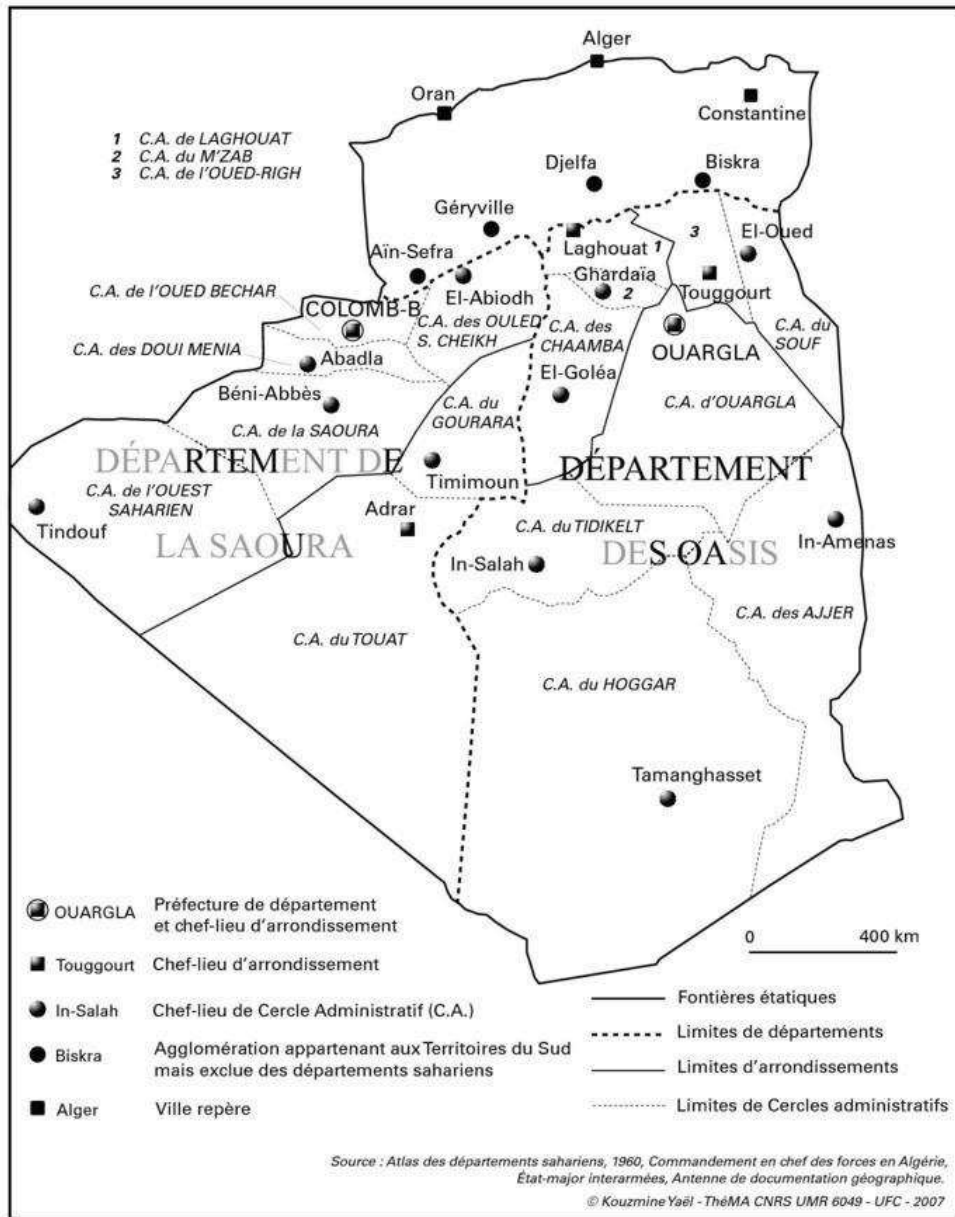 Alger
Oran
Constantine
1 C.A. de LAGHOUAT
2 C.A. du M'ZAB
3 C.A. de l'OUED-RIGH
Djelfa
Biskra
Géryville
3
El-Oued
Laghouat
1
Aïn-Sefra
Ghardaïa
2
Touggourt
C.A. de l'OUED BECHAR
El-Abiodh
COLOMB-B
C.A. des OULED
S. CHEIKH
C.A. des
CHAAMBA
C.A. du
SOUF
OUARGLA
C.A. des DOUI MENIA
Abadla
El-Goléa
Béni-Abbès
C.A. du
GOURARA
C.A. d'OUARGLA
C.A. de la SAOURA
DÉPARTEMENT DE
LA SAOURA
Timimoun
DÉPARTEMENT
DES OASIS
C.A. de l'OUEST
SAHARIEN
Tindouf
Adrar
C.A. du TIDIKELT
In-Amenas
In-Salah
C.A. des AJJER
C.A. du TOUAT
C.A. du HOGGAR
Tamanghasset
OUARGLA Préfecture de département
et chef-lieu d'arrondissement
Touggourt Chef-lieu d'arrondissement
In-Salah Chef-lieu de Cercle Administratif (C.A.)
Biskra Agglomération appartenant aux Territoires du Sud
mais exclue des départements sahariens
Alger Ville repère
0 400 km
Fontières étatiques
Limites de départements
Limites d'arrondissements
Limites de Cercles administratifs
Source : Atlas des départements sahariens, 1960, Commandement en chef des forces en Algérie,
État-major interarmées, Antenne de documentation géographique.
© Kouzmine Yaël - ThéMA CNRS UMR 6049 - UFC - 2007